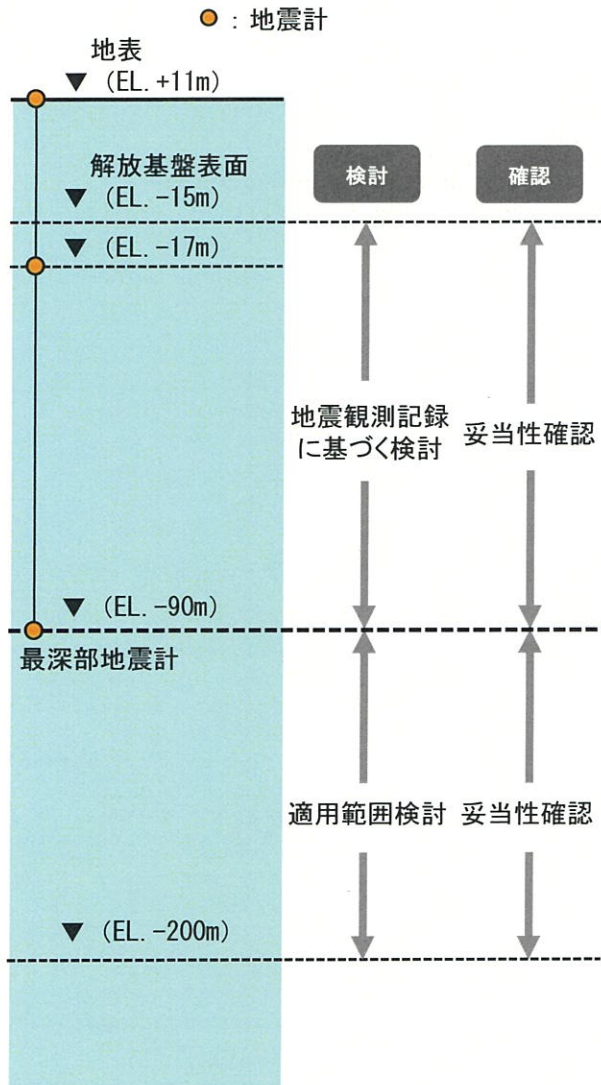 ：地震計
地表
▼ (EL. +11m)
解放基盤表面
▼ (EL. -15m)
▼ (EL. -17m)
検討
確認
地震観測記録
に基づく検討
妥当性確認
▼ (EL. -90m)
最深部地震計
適用範囲検討
妥当性確認
▼ (EL. -200m)